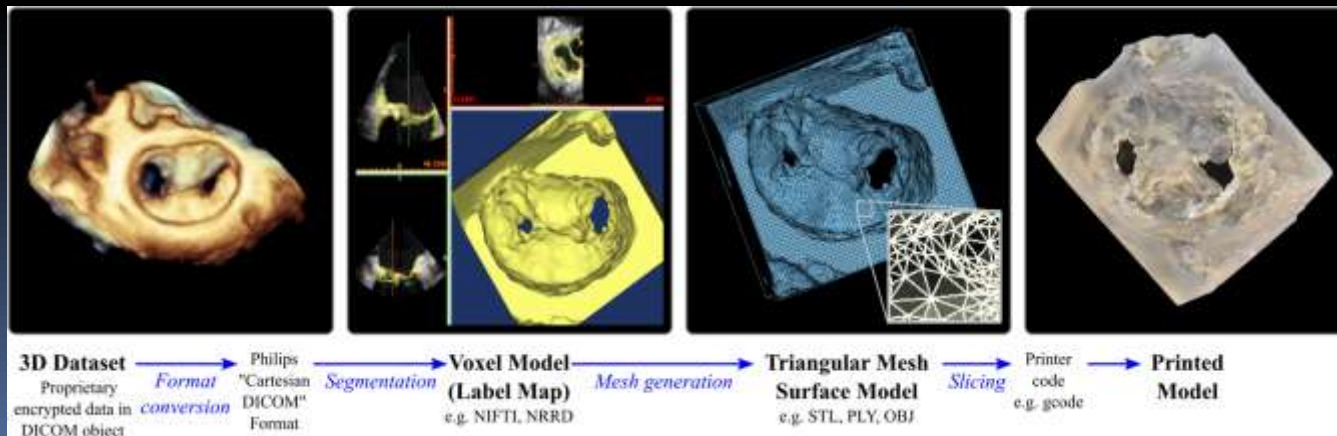 3D Dataset
Proprietary
encrypted data in
DICOM object
Format
conversion
Philips
"Cartesian
DICOM"
Format
Segmentation
Voxel Model
(Label Map)
e.g. NIFTI, NRRD
Mesh generation
Triangular Mesh
Surface Model
e.g. STL, PLY, OBJ
Slicing
Printer
code
e.g. gcode
Printed
Model